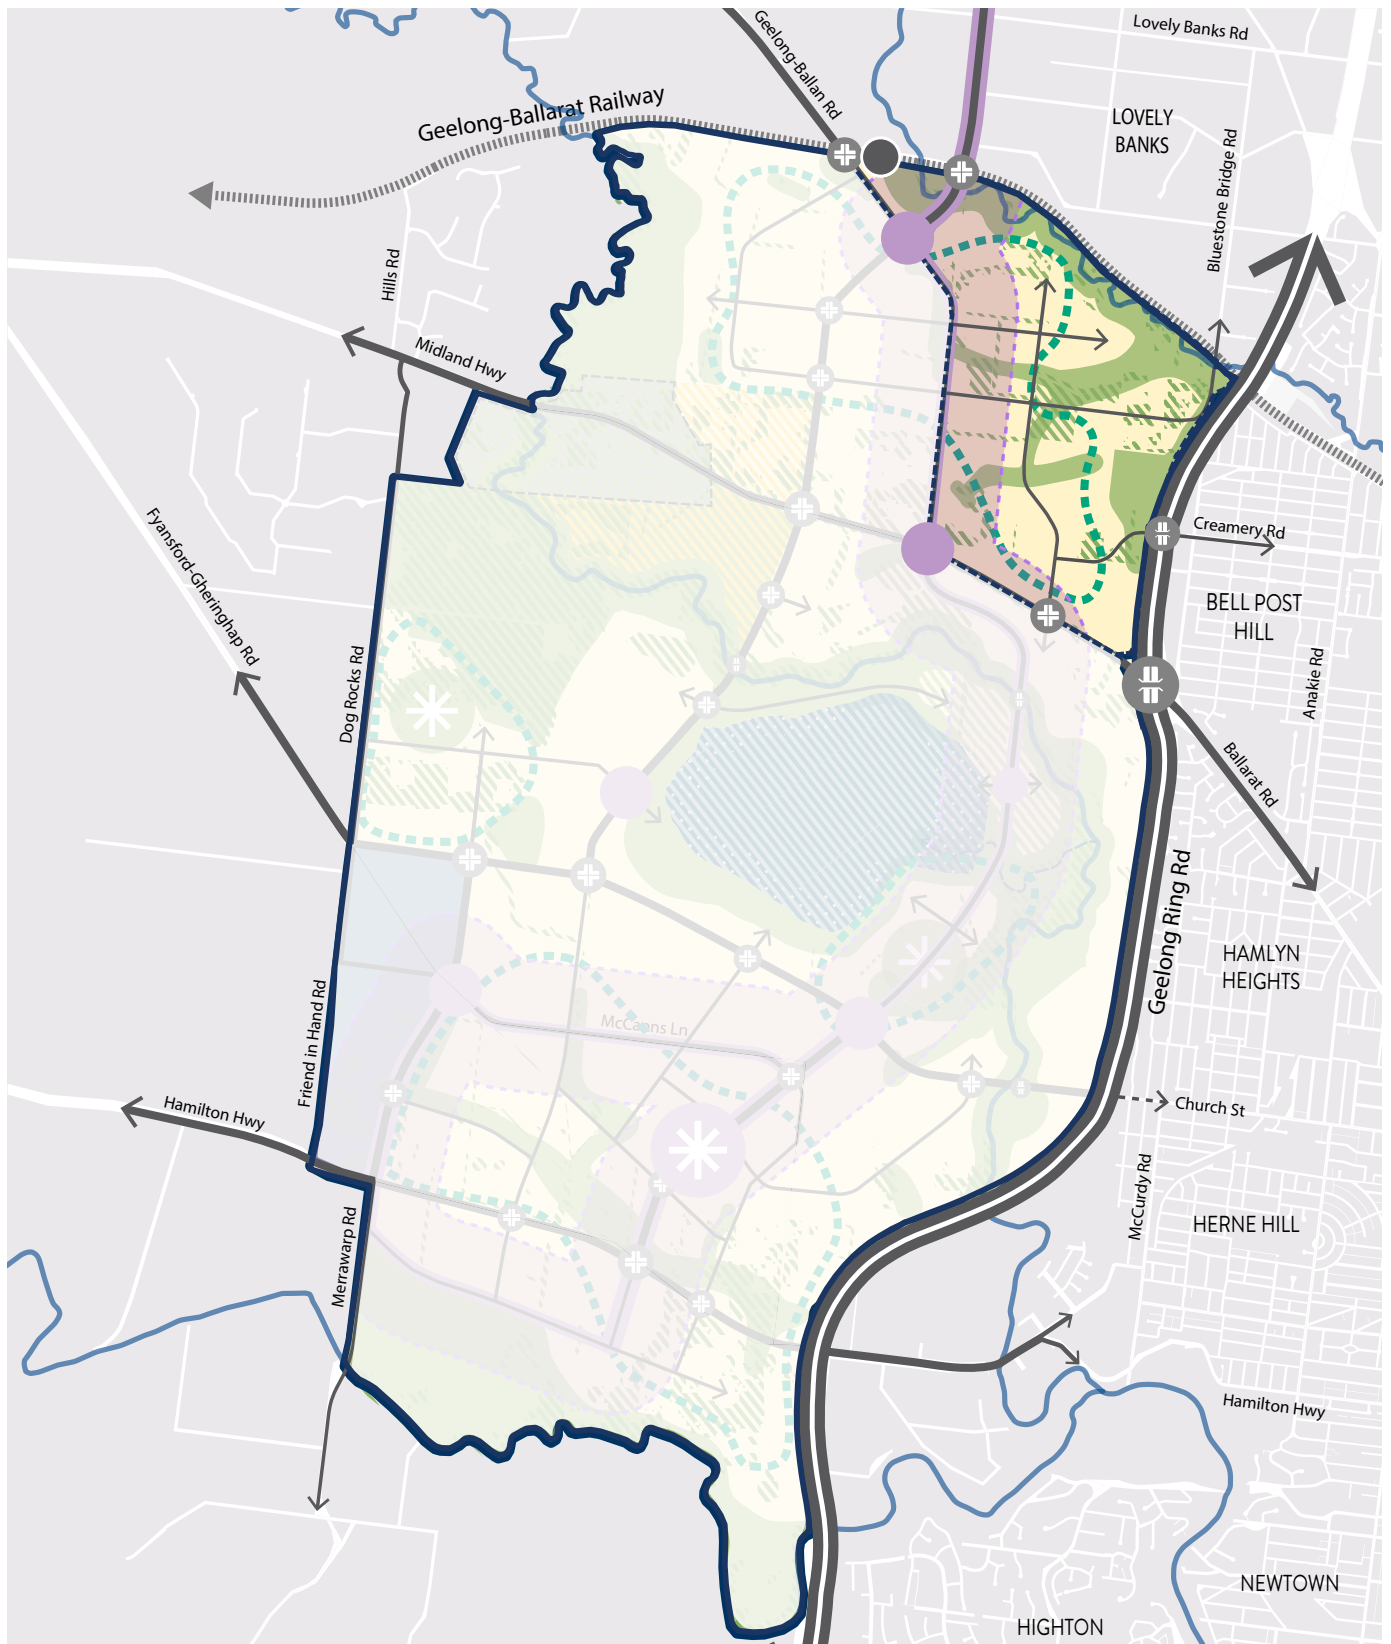 Lovely Banks Rd
Geelong-Ballan Rd
Geelong-Ballarat Railway
LOVELY
BANKS
Bluestone Bridge Rd
Hills Rd
Midland Hwy
Fyansford-Gheringhap Rd
Creamery Rd
BELL POST
HILL
Anakie Rd
Dog Rocks Rd
Ballarat Rd
Geelong Ring Rd
HAMLYN
HEIGHTS
Friend in Hand Rd
McCanns Ln
Hamilton Hwy
Church St
McCurdy Rd
HERNE HILL
Merrawarp Rd
Hamilton Hwy
NEWTOWN
HIGHTON